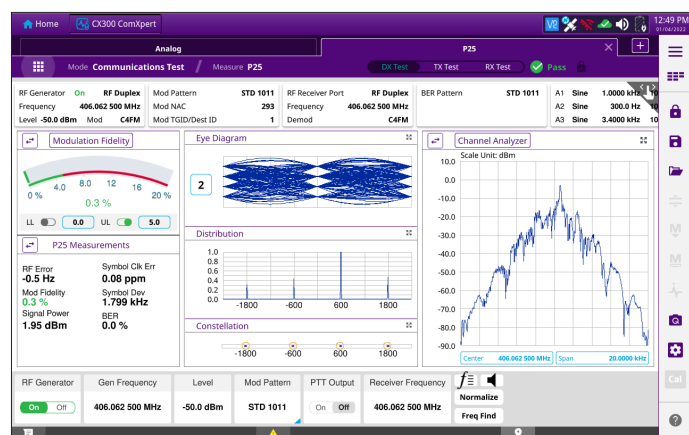 Home
CX300 ComXpert
12:49 PM
01/04/2022
Analog
P25
Mode Communications Test / Measure P25
DX Test
TX Test
RX Test
Pass
RF Generator On RF Duplex
Frequency 406.062 500 MHz
Level -50.0 dBm Mod C4FM
Mod Pattern STD 1011
Mod NAC 293
Mod TGID/Dest ID 1
RF Receiver Port RF Duplex
Frequency 406.062 500 MHz
Demod C4FM
BER Pattern STD 1011
A1 Sine 1.0000 kHz 10
A2 Sine 300.0 Hz 10
A3 Sine 3.4000 kHz 10
Modulation Fidelity
0 % 4.0 8.0 12 16 20 %
0.3 %
LL 0.0 UL 5.0
P25 Measurements
RF Error
-0.5 Hz
Symbol Clk Err
0.08 ppm
Mod Fidelity
0.3 %
Symbol Dev
1.799 kHz
Signal Power
1.95 dBm
BER
0.0 %
Eye Diagram
2
Distribution
1.0
0.8
0.6
0.4
0.2
0.0
-1800 -600 600 1800
Constellation
-1800 -600 600 1800
Channel Analyzer
Scale Unit: dBm
10.0
0.0
-10.0
-20.0
-30.0
-40.0
-50.0
-60.0
-70.0
-80.0
-90.0
Center 406.062 500 MHz
Span 20.0000 kHz
RF Generator
On Off
Gen Frequency
406.062 500 MHz
Level
-50.0 dBm
Mod Pattern
STD 1011
PTT Output
On Off
Receiver Frequency
406.062 500 MHz
Normalize
Freq Find
M
M
Cal